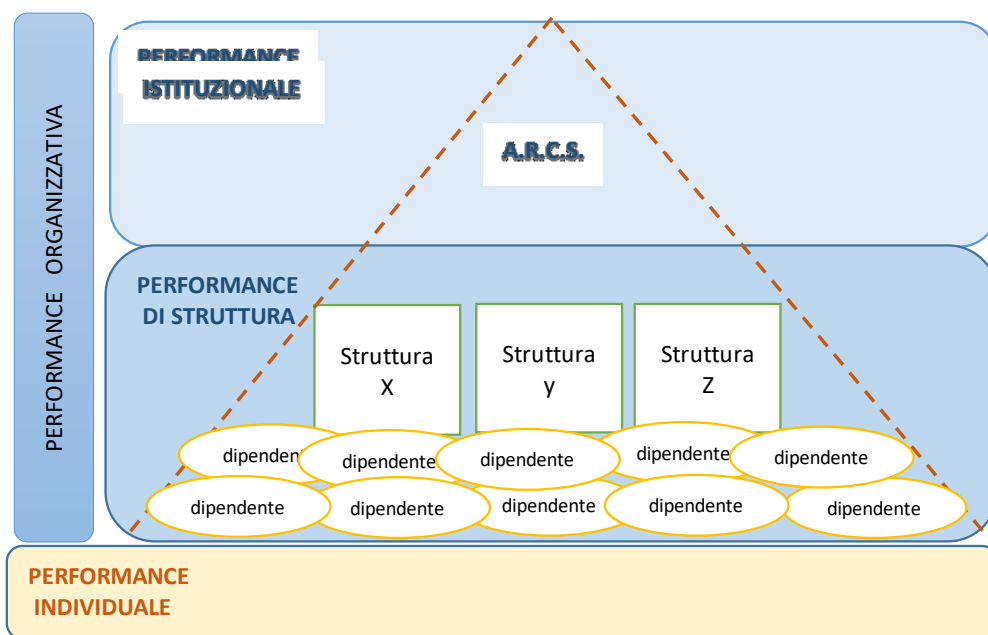 PERFORMANCE ORGANIZZATIVA
PERFORMANCE
ISTITUZIONALE
A.R.C.S.
PERFORMANCE
DI STRUTTURA
Struttura
X
Struttura
y
Struttura
Z
dipenden
dipendente
dipendente
dipendente
dipendente
dipendente
dipendente
dipendente
dipendente
dipendente
PERFORMANCE
INDIVIDUALE